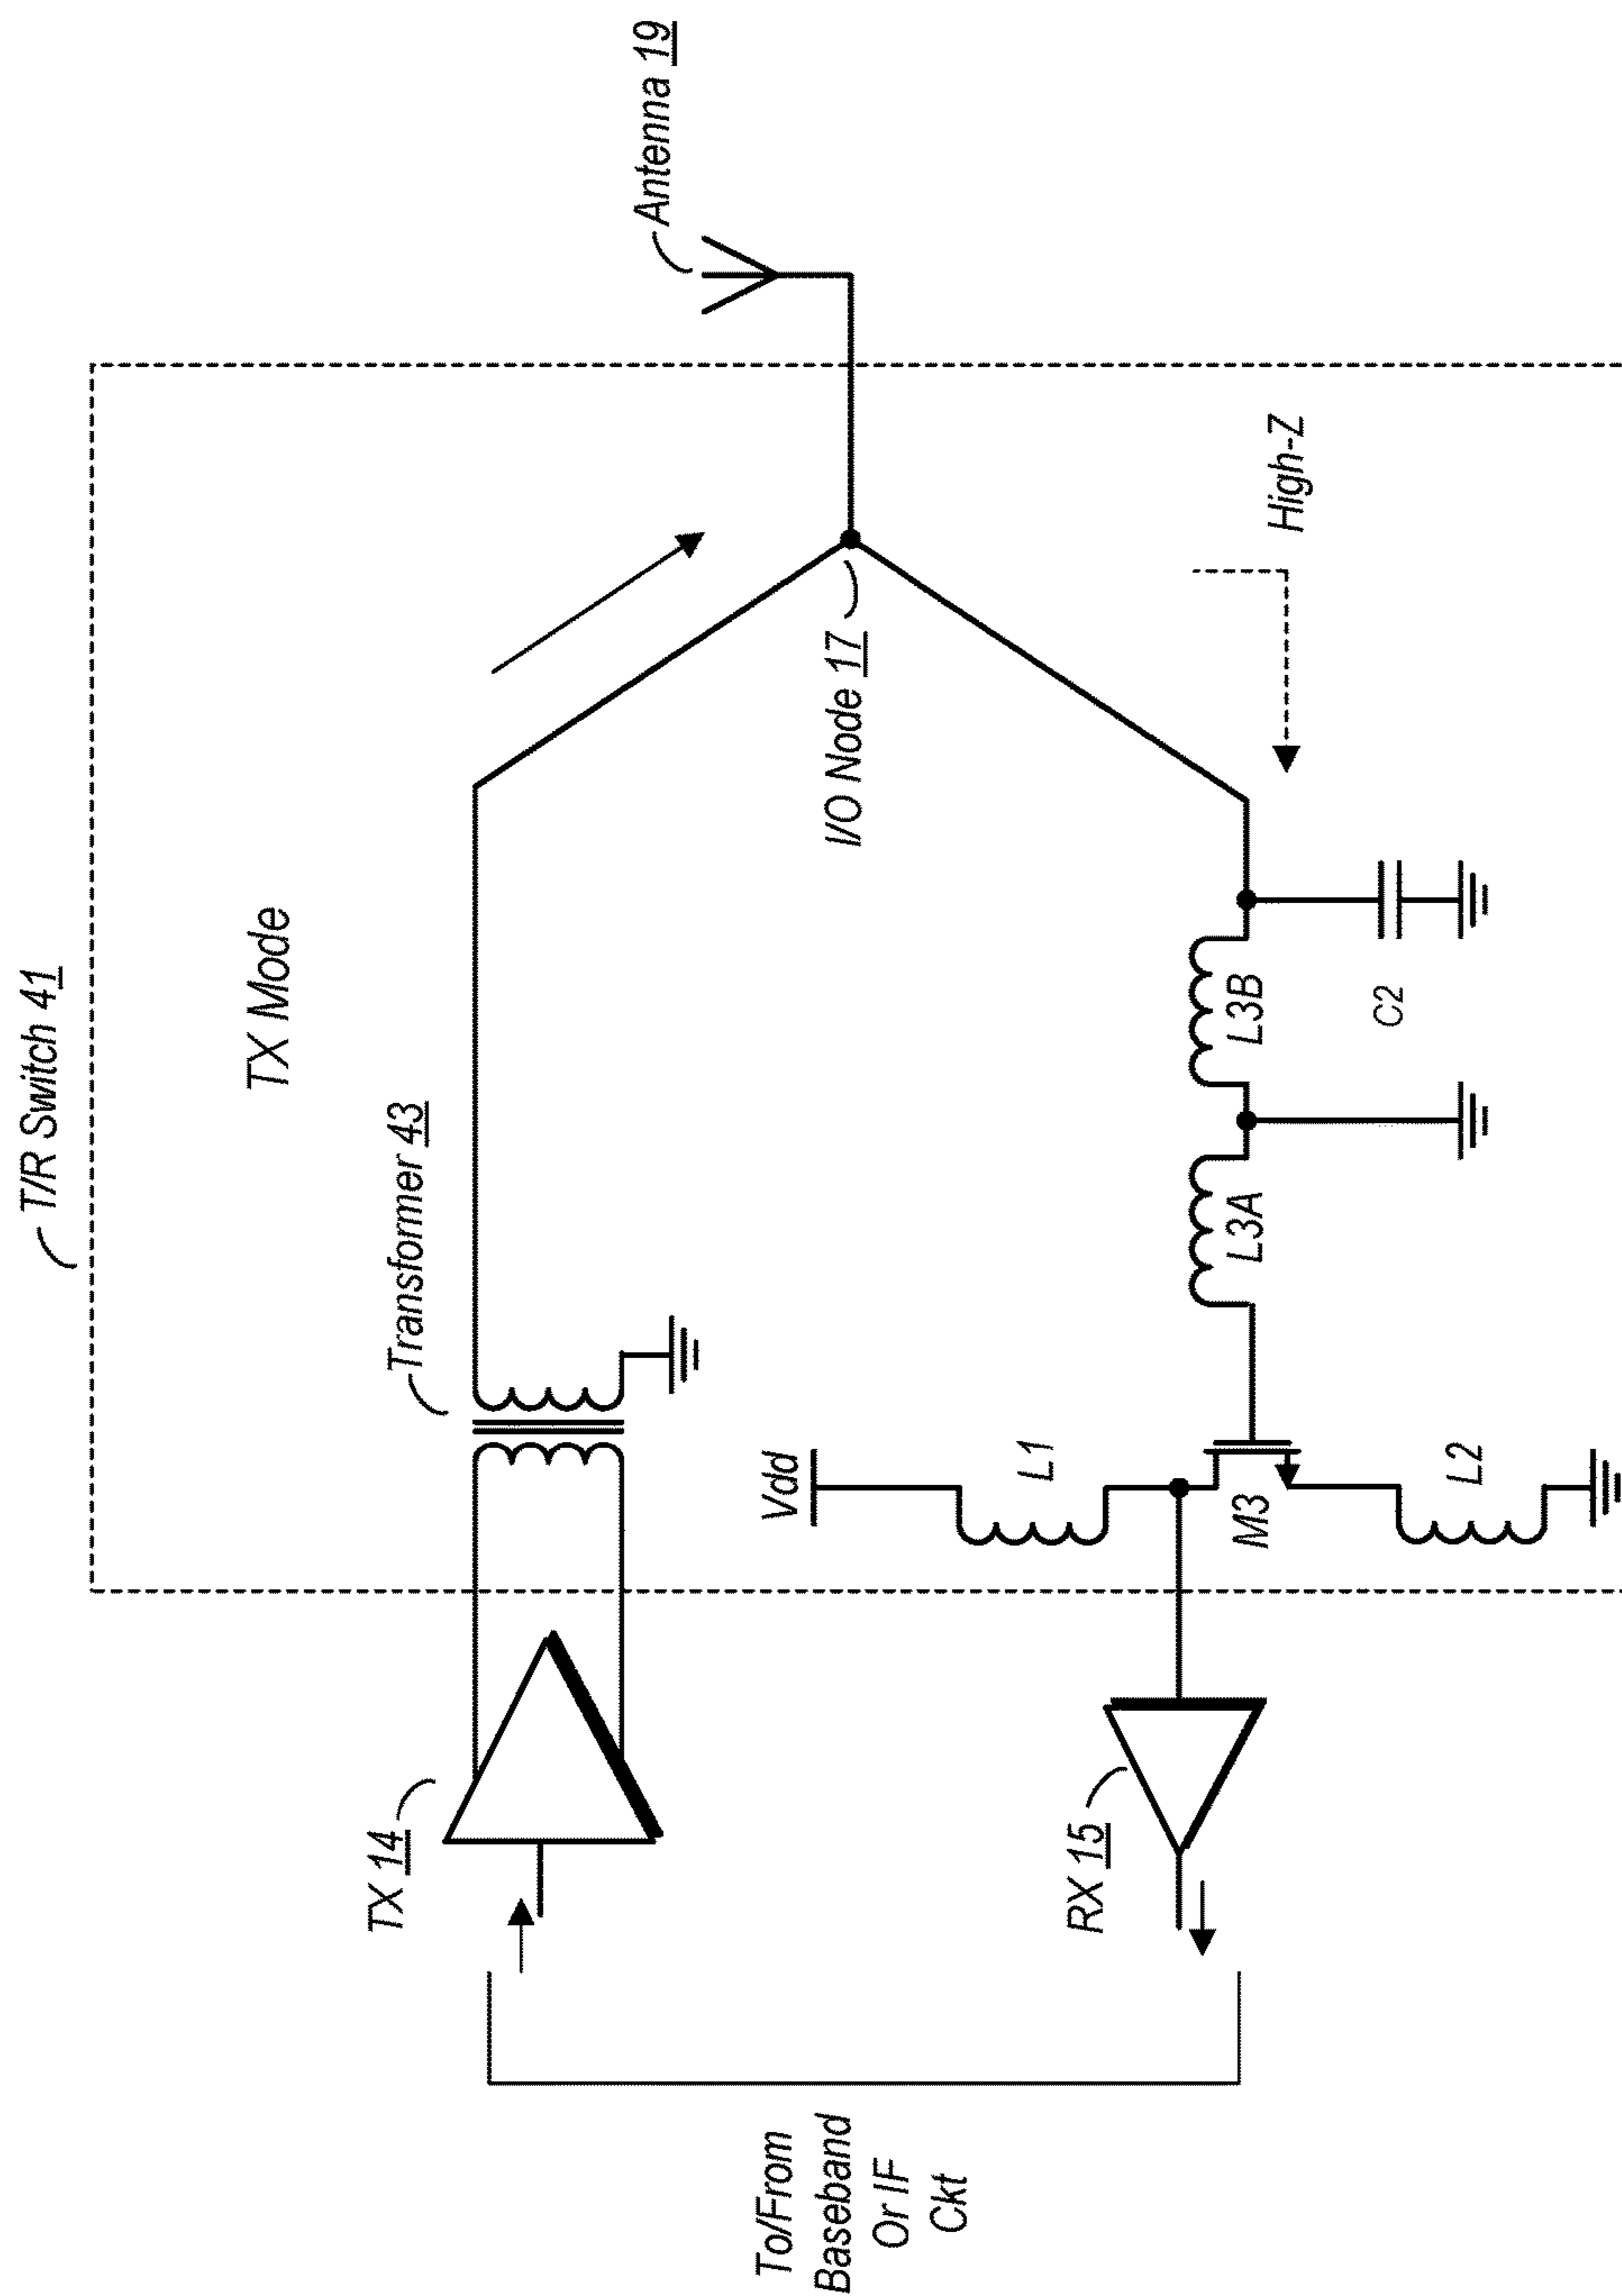 T/R Switch 41
TX Mode
Transformer 43
Antenna 19
TX 14
I/O Node 17
To/From
Baseband
Or IF
Ckt
Vdd
L1
RX 15
M3
L3A
L3B
High-Z
C2
L2